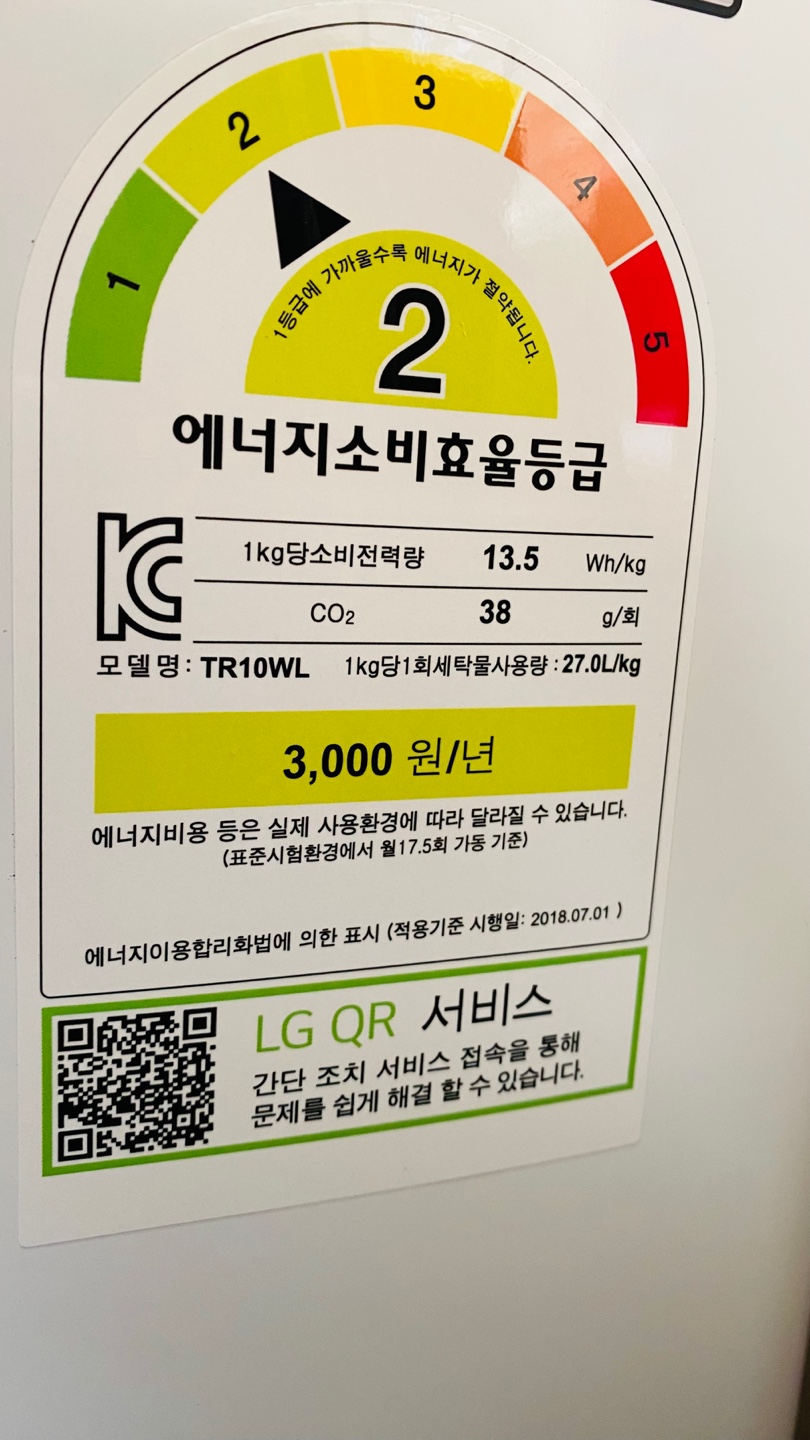 1
2
3
4
5
1등급에 가까울수록 에너지가 절약됩니다.
2
에너지소비효율등급
KC
1kg당소비전력량 13.5 Wh/kg
CO₂ 38 g/회
모델명: TR10WL 1kg당1회세탁물사용량 : 27.0L/kg
3,000 원/년
에너지비용 등은 실제 사용환경에 따라 달라질 수 있습니다.
(표준시험환경에서 월17.5회 가동 기준)
에너지이용합리화법에 의한 표시 (적용기준 시행일: 2018.07.01 )
LG QR 서비스
간단 조치 서비스 접속을 통해
문제를 쉽게 해결 할 수 있습니다.